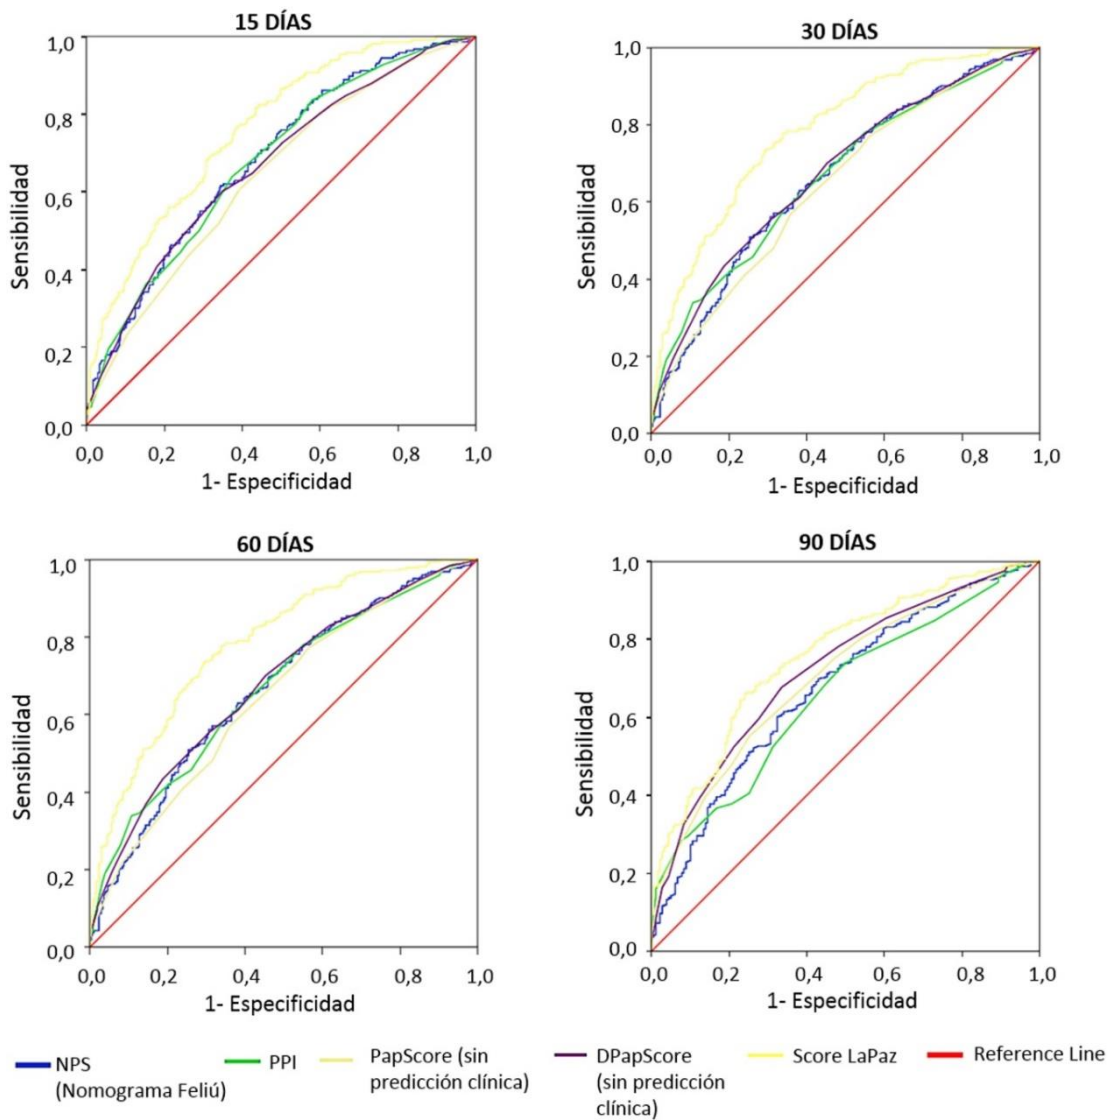 15 DÍAS
1,0
0,8
0,6
0,4
0,2
0,0
Sensibilidad
0,0 0,2 0,4 0,6 0,8 1,0
1- Especificidad
30 DÍAS
1,0
0,8
0,6
0,4
0,2
0,0
Sensibilidad
0,0 0,2 0,4 0,6 0,8 1,0
1- Especificidad
60 DÍAS
1,0
0,8
0,6
0,4
0,2
0,0
Sensibilidad
0,0 0,2 0,4 0,6 0,8 1,0
1- Especificidad
90 DÍAS
1,0
0,8
0,6
0,4
0,2
0,0
Sensibilidad
0,0 0,2 0,4 0,6 0,8 1,0
1- Especificidad
NPS
(Nomograma Feliú)
PPI
PapScore (sin
predicción clínica)
DPapScore
(sin predicción
clínica)
Score LaPaz
Reference Line